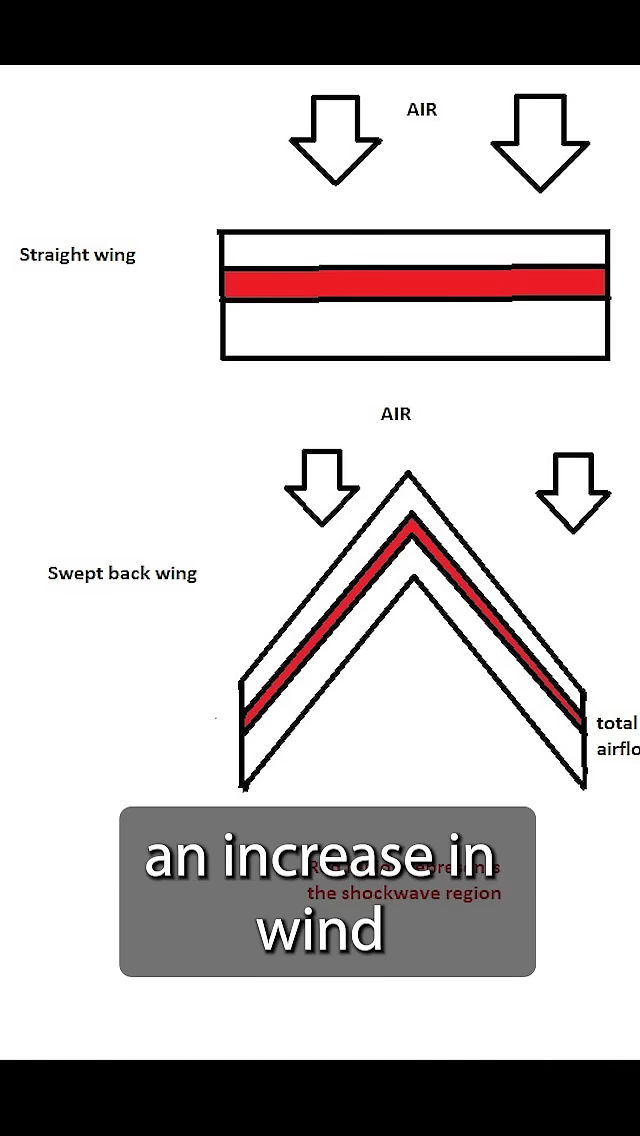 AIR
Straight wing
AIR
Swept back wing
total
airflo
an increase in
wind
the shockwave region